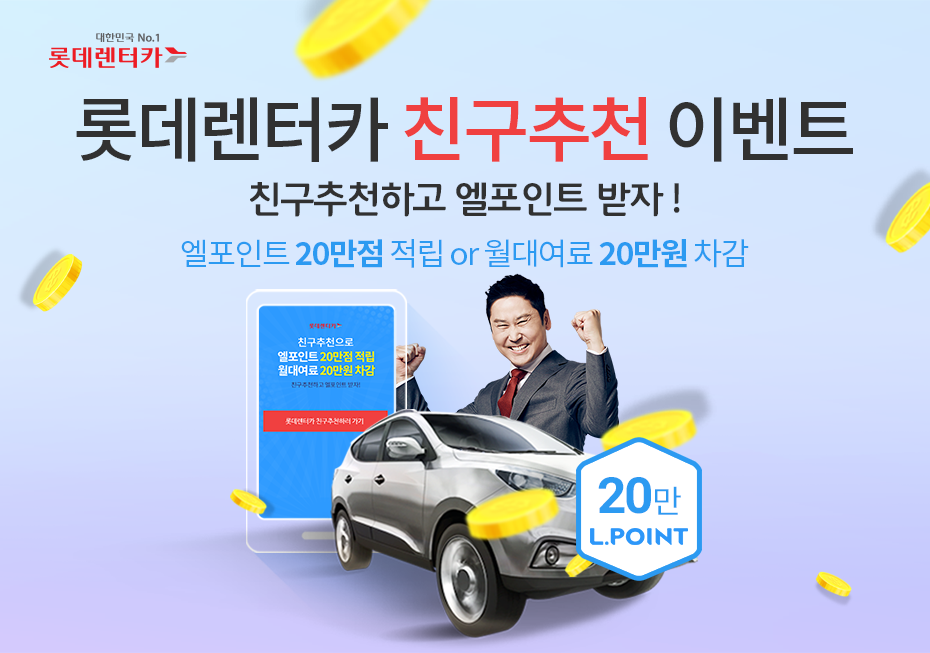 대한민국 No.1
롯데렌터카
롯데렌터카 친구추천 이벤트
친구추천하고 엘포인트 받자 !
엘포인트 20만점 적립 or 월대여료 20만원 차감
롯데렌터카
친구추천으로
엘포인트 20만점 적립
월대여료 20만원 차감
친구추천하고 엘포인트 받자!
롯데렌터카 친구추천하러 가기
20만
L.POINT